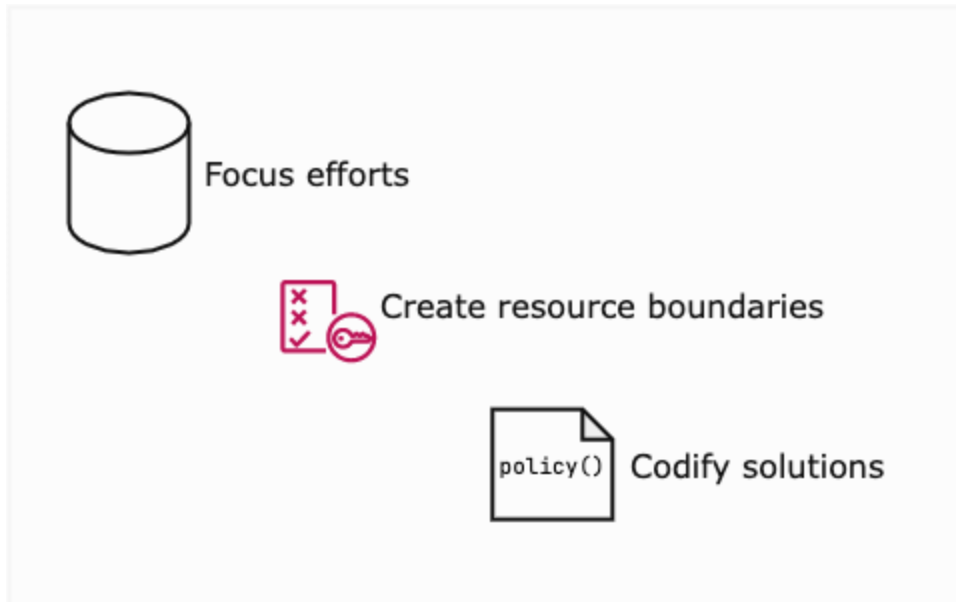 Focus efforts
Create resource boundaries
policy()
Codify solutions